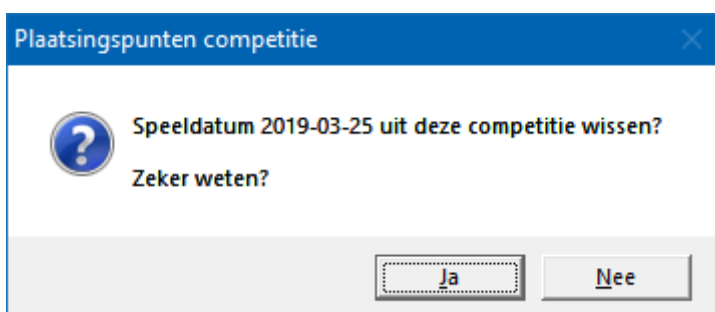 Plaatsingspunten competitie
Speeldatum 2019-03-25 uit deze competitie wissen?
Zeker weten?
Ja
Nee